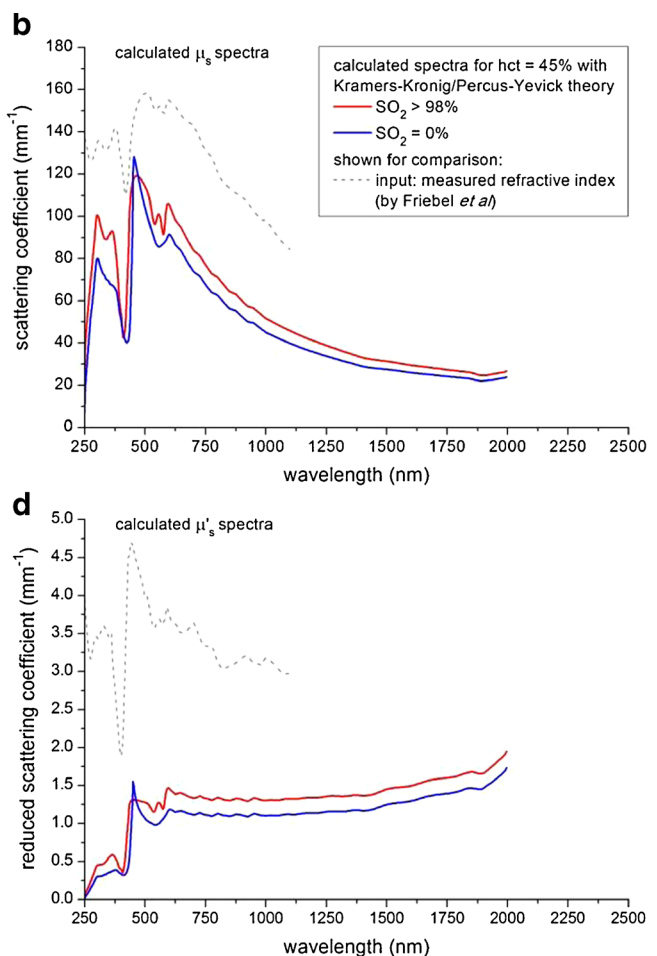 b
calculated μs spectra
calculated spectra for hct = 45% with
Kramers-Kronig/Percus-Yevick theory
SO2 > 98%
SO2 = 0%
shown for comparison:
input: measured refractive index
(by Friebel et al)
scattering coefficient (mm-1)
180
160
140
120
100
80
60
40
20
0
250 500 750 1000 1250 1500 1750 2000 2250 2500
wavelength (nm)
d
calculated μ's spectra
reduced scattering coefficient (mm-1)
5.0
4.5
4.0
3.5
3.0
2.5
2.0
1.5
1.0
0.5
0.0
250 500 750 1000 1250 1500 1750 2000 2250 2500
wavelength (nm)